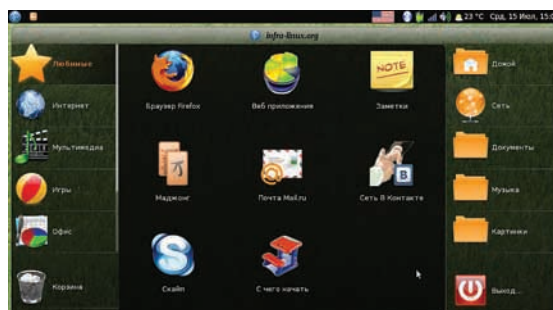 23 °C Срд, 15 Июл, 15:0
infra-linux.org
Любимые
Интернет
Мультимедиа
Игры
Офис
Корзина
Браузер Firefox
Веб приложения
NOTE
Заметки
Маджонг
Почта Mail.ru
В
Сеть В Контакте
Скайп
С чего начать
Домой
Сеть
Документы
Музыка
Картинки
Выход...